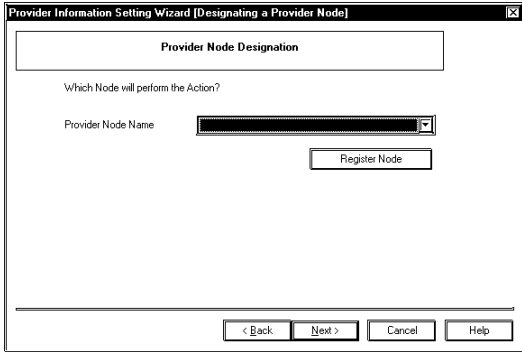 Provider Information Setting Wizard [Designating a Provider Node]
Provider Node Designation
Which Node will perform the Action?
Provider Node Name
Register Node
< Back Next > Cancel Help